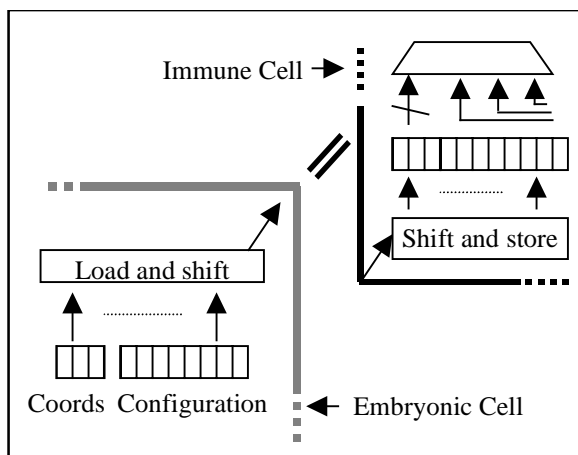 Immune Cell
Shift and store
Load and shift
Coords Configuration
Embryonic Cell